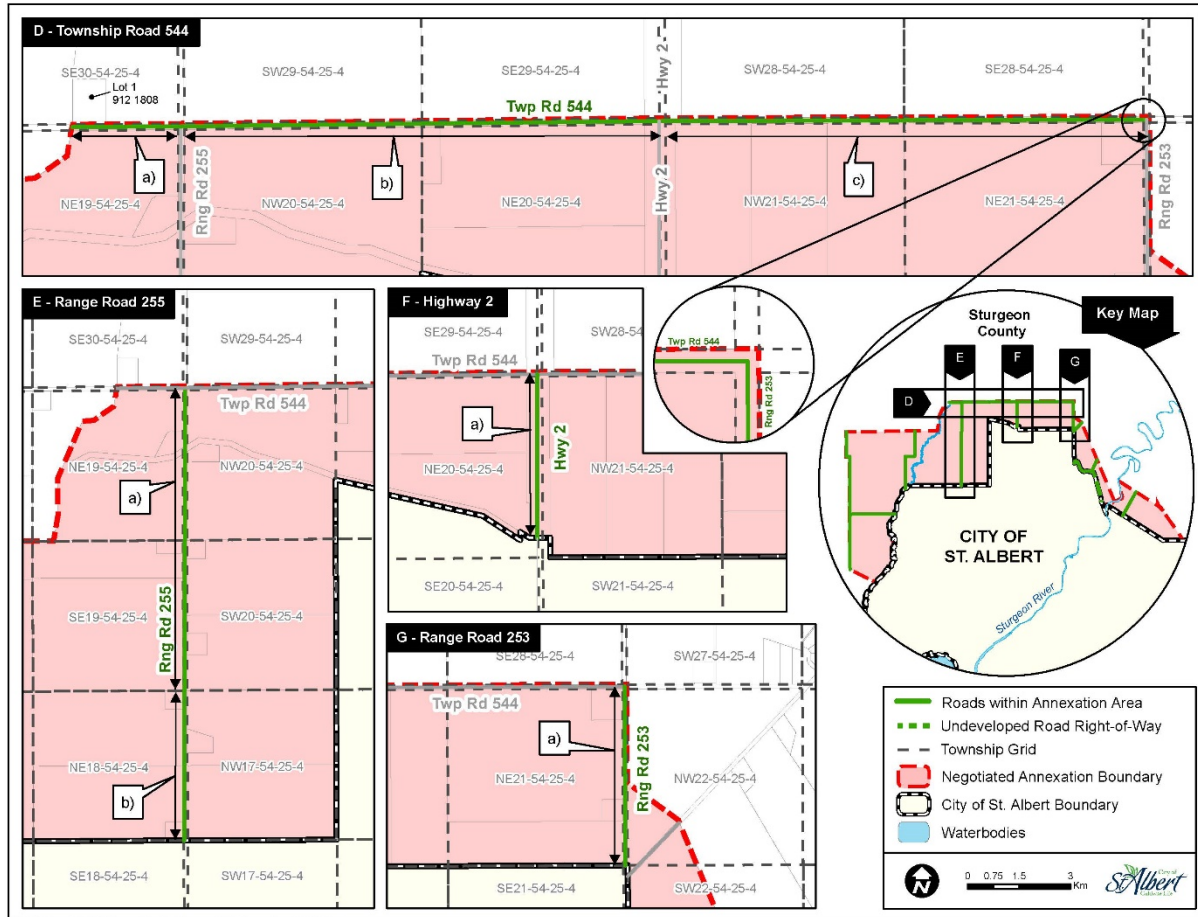 D - Township Road 544
SE30-54-25-4
SW29-54-25-4
SE29-54-25-4
Hwy 2
SW28-54-25-4
SE28-54-25-4
Lot 1
912 1808
Twp Rd 544
a)
b)
c)
NE19-54-25-4
Rng Rd 255
NW20-54-25-4
NE20-54-25-4
Hwy 2
NW21-54-25-4
NE21-54-25-4
Rng Rd 253
E - Range Road 255
SE30-54-25-4
SW29-54-25-4
Twp Rd 544
NE19-54-25-4
NW20-54-25-4
a)
SE19-54-25-4
SW20-54-25-4
Rng Rd 255
NE18-54-25-4
NW17-54-25-4
b)
SE18-54-25-4
SW17-54-25-4
F - Highway 2
SE29-54-25-4
SW28-54
Twp Rd 544
a)
Hwy 2
NE20-54-25-4
NW21-54-25-4
SE20-54-25-4
SW21-54-25-4
Twp Rd 544
Rng Rd 253
G - Range Road 253
SE28-54-25-4
SW27-54-25-4
Twp Rd 544
a)
Rng Rd 253
NE21-54-25-4
NW22-54-25-4
SE21-54-25-4
SW22-54-25-4
Key Map
Sturgeon
County
E
F
G
D
CITY OF
ST. ALBERT
Sturgeon River
Roads within Annexation Area
Undeveloped Road Right-of-Way
Township Grid
Negotiated Annexation Boundary
City of St. Albert Boundary
Waterbodies
N
0 0.75 1.5 3
Km
City of
St Albert